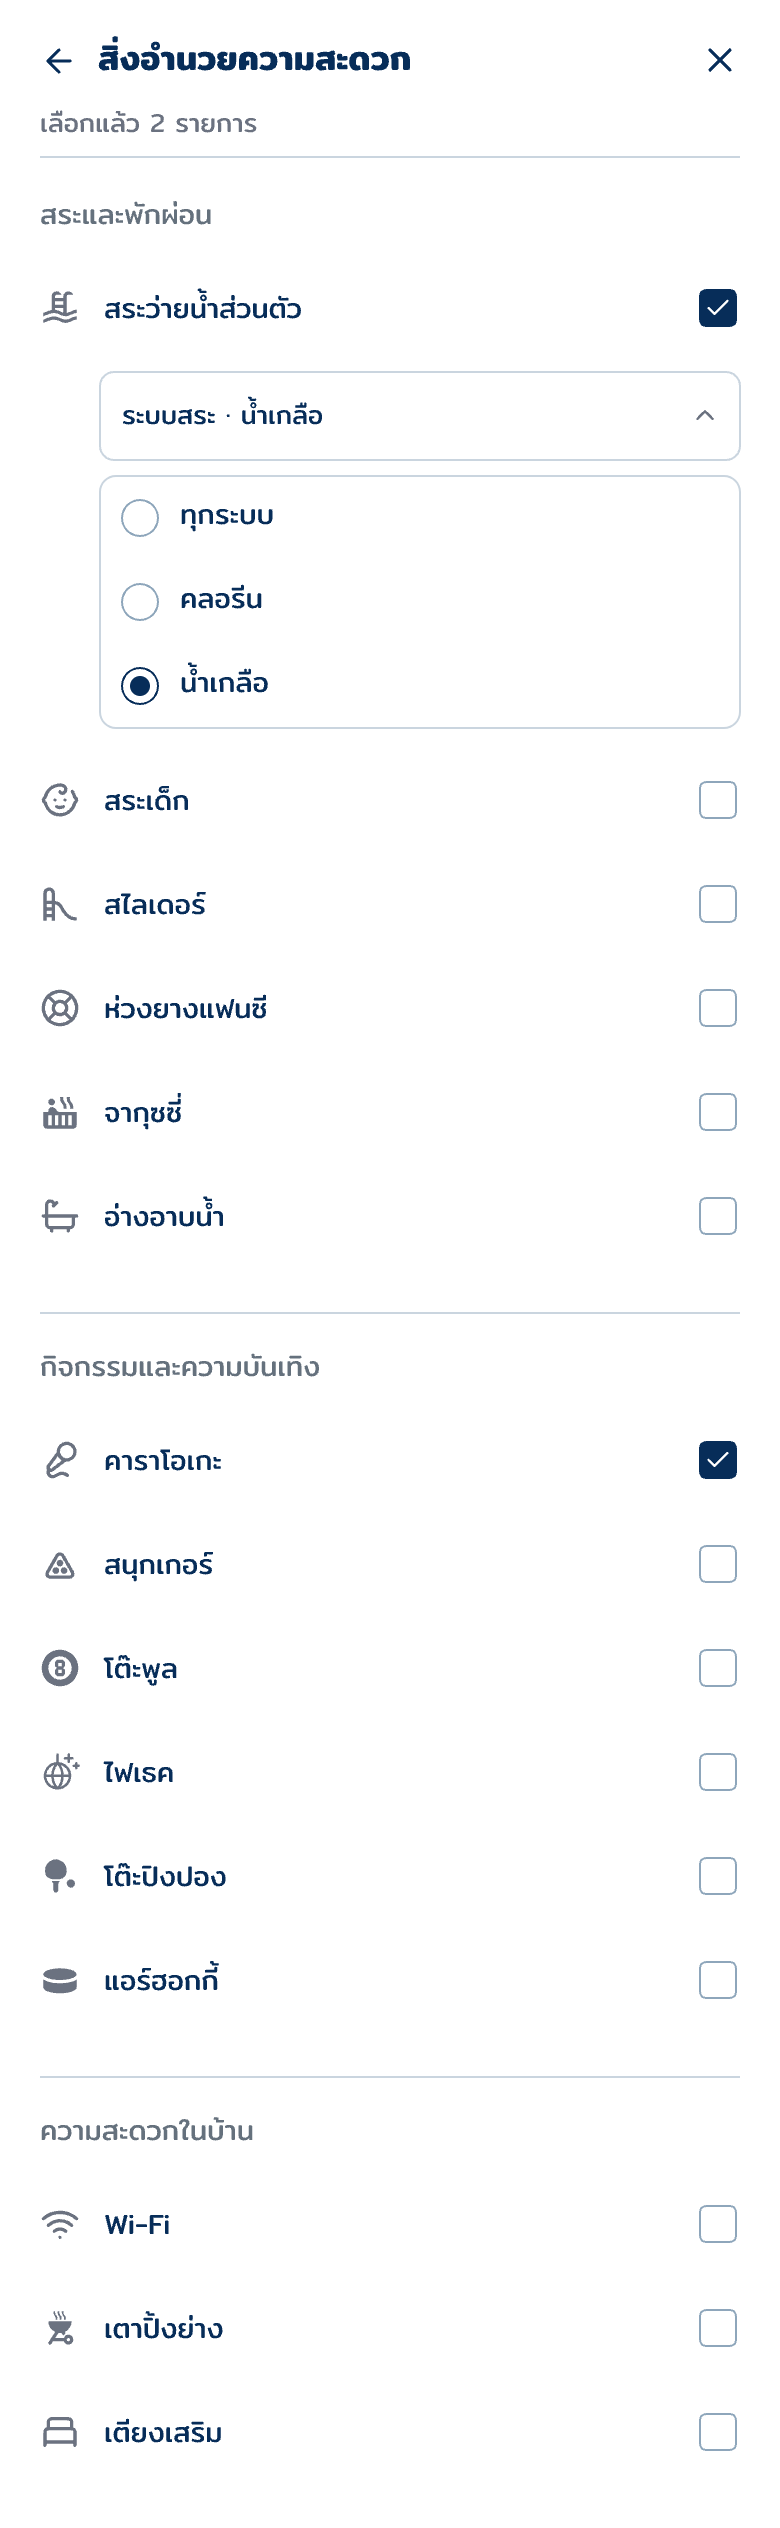 สิ่งอำนวยความสะดวก
เลือกแล้ว 2 รายการ
สระและพักผ่อน
สระว่ายน้ำส่วนตัว
ระบบสระ · น้ำเกลือ
ทุกระบบ
คลอรีน
น้ำเกลือ
สระเด็ก
สไลเดอร์
ห่วงยางแฟนซี
จากุซซี่
อ่างอาบน้ำ
กิจกรรมและความบันเทิง
คาราโอเกะ
สนุกเกอร์
8
โต๊ะพูล
ไฟเธค
โต๊ะปิงปอง
แอร์ฮอกกี้
ความสะดวกในบ้าน
Wi-Fi
เตาปิ้งย่าง
เตียงเสริม